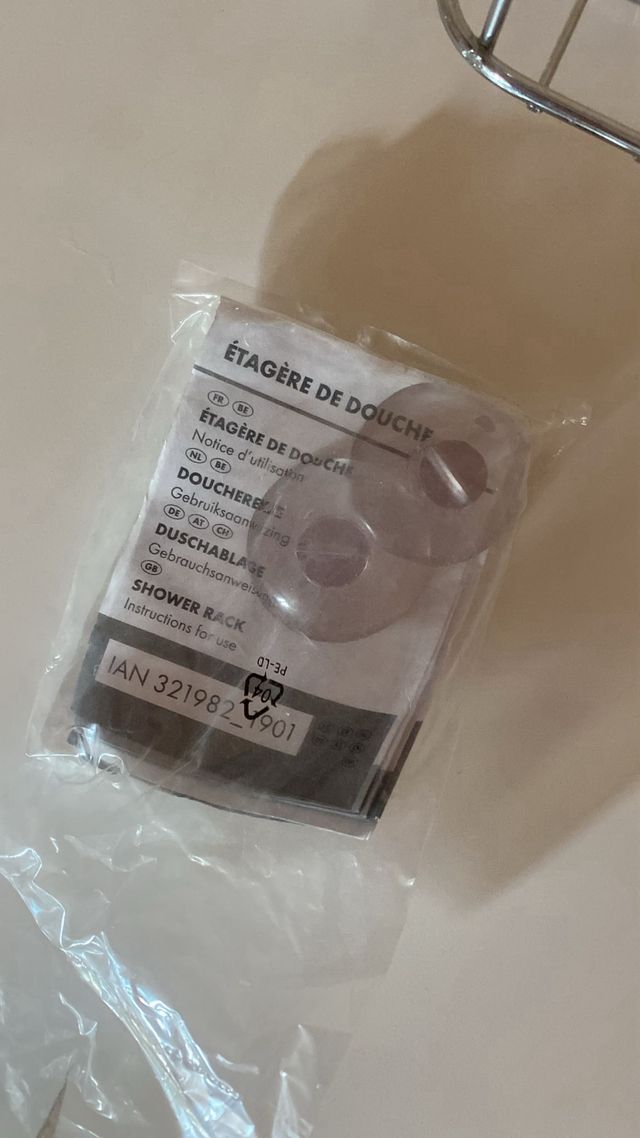 ÉTAGÈRE DE DOUCHE
FR BE
ÉTAGÈRE DE DOUCHE
Notice d'utilisation
NL BE
DOUCHEREKJE
Gebruiksaanwijzing
DE AT CH
DUSCHABLAGE
Gebrauchsanweisung
GB
SHOWER RACK
Instructions for use
PE-LD
04
IAN 321982_1901